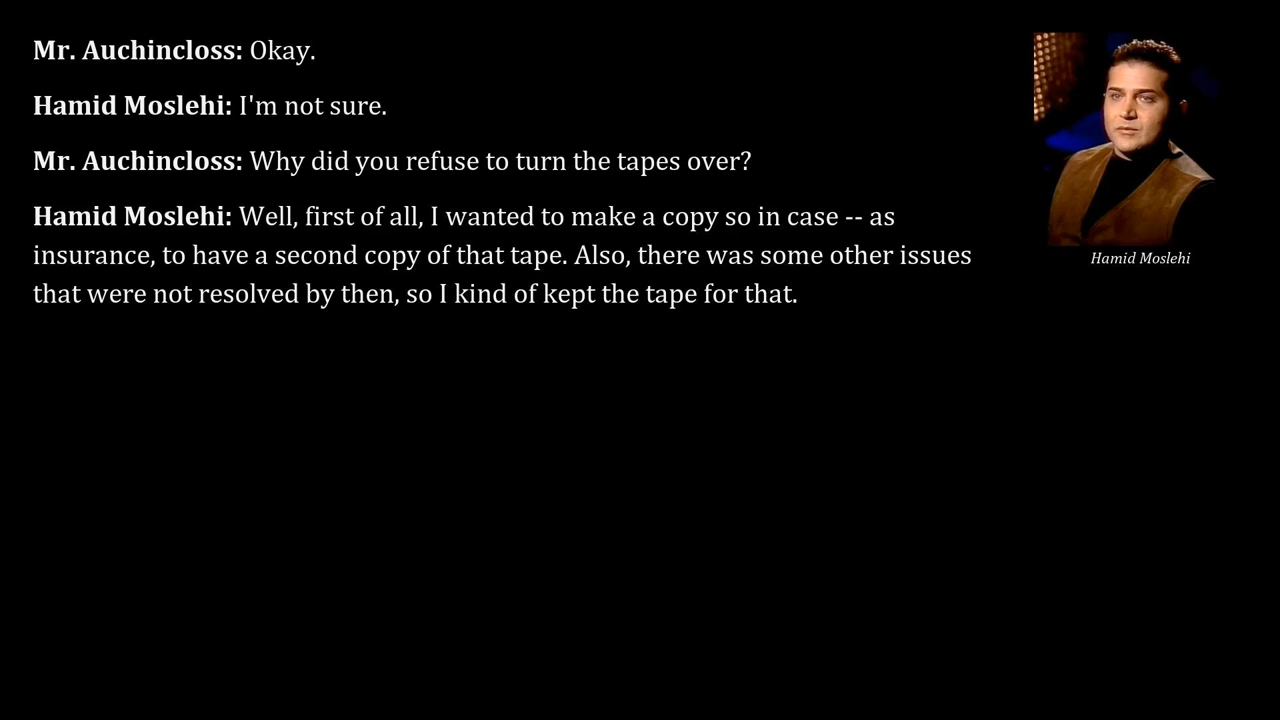 Mr. Auchincloss: Okay.
Hamid Moslehi: I'm not sure.
Mr. Auchincloss: Why did you refuse to turn the tapes over?
Hamid Moslehi: Well, first of all, I wanted to make a copy so in case -- as
insurance, to have a second copy of that tape. Also, there was some other issues
that were not resolved by then, so I kind of kept the tape for that.
Hamid Moslehi